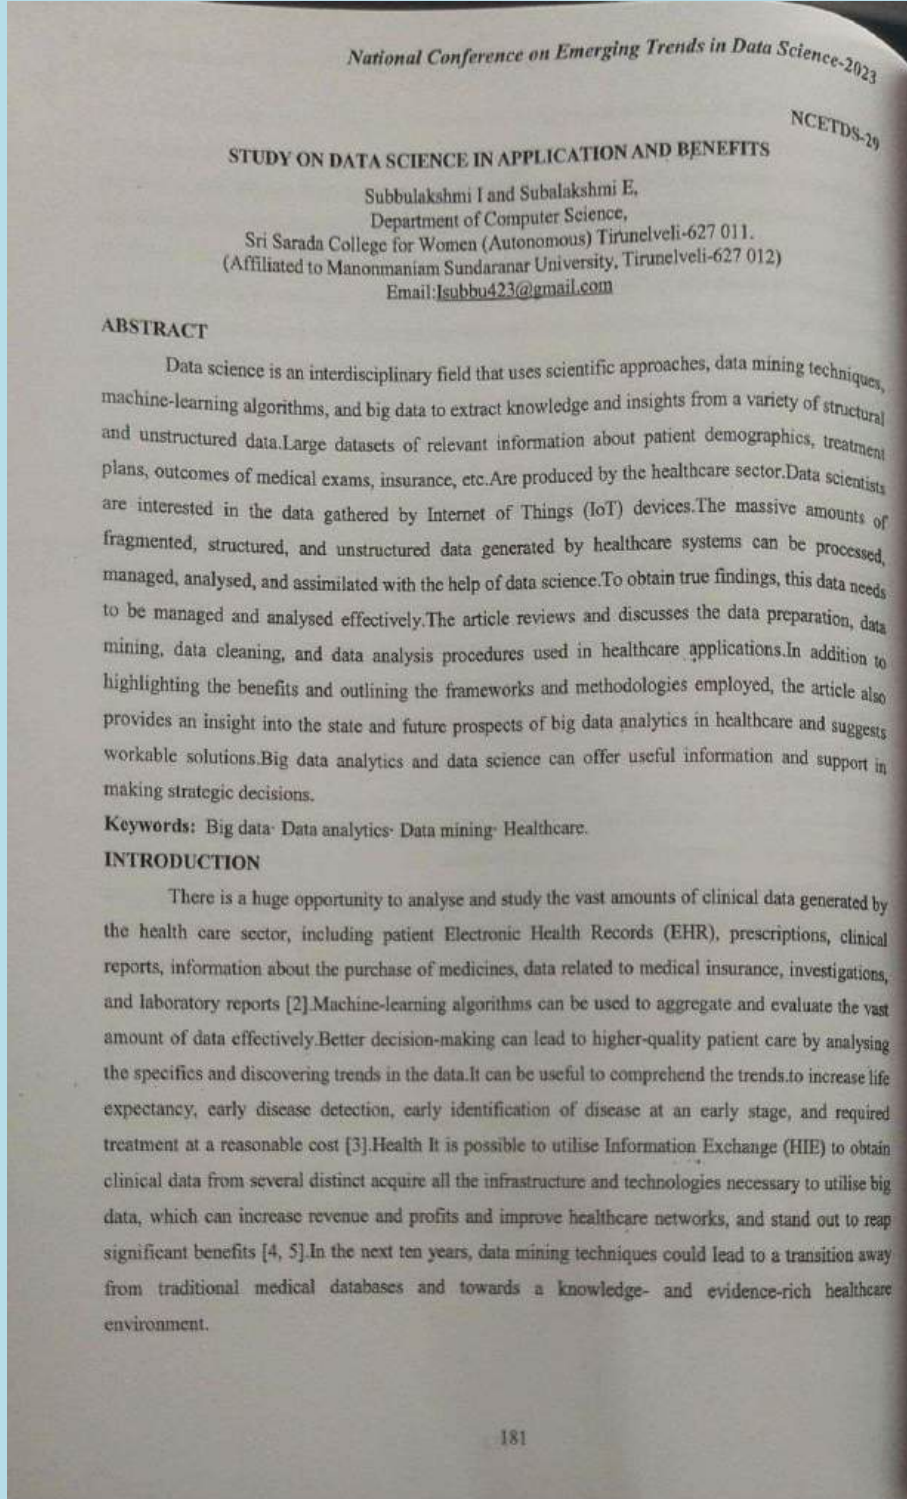 National Conference on Emerging Trends in Data Science-2023
NCETDS-29
STUDY ON DATA SCIENCE IN APPLICATION AND BENEFITS
Subbulakshmi I and Subalakshmi E,
Department of Computer Science,
Sri Sarada College for Women (Autonomous) Tirunelveli-627 011.
(Affiliated to Manonmaniam Sundaranar University, Tirunelveli-627 012)
Email:Isubbu423@gmail.com
ABSTRACT
Data science is an interdisciplinary field that uses scientific approaches, data mining techniques,
machine-learning algorithms, and big data to extract knowledge and insights from a variety of structural
and unstructured data.Large datasets of relevant information about patient demographics, treatment
plans, outcomes of medical exams, insurance, etc.Are produced by the healthcare sector.Data scientists
are interested in the data gathered by Internet of Things (IoT) devices.The massive amounts of
fragmented, structured, and unstructured data generated by healthcare systems can be processed,
managed, analysed, and assimilated with the help of data science.To obtain true findings, this data needs
to be managed and analysed effectively.The article reviews and discusses the data preparation, data
mining, data cleaning, and data analysis procedures used in healthcare applications.In addition to
highlighting the benefits and outlining the frameworks and methodologies employed, the article also
provides an insight into the state and future prospects of big data analytics in healthcare and suggests
workable solutions.Big data analytics and data science can offer useful information and support in
making strategic decisions.
Keywords: Big data· Data analytics· Data mining· Healthcare.
INTRODUCTION
There is a huge opportunity to analyse and study the vast amounts of clinical data generated by
the health care sector, including patient Electronic Health Records (EHR), prescriptions, clinical
reports, information about the purchase of medicines, data related to medical insurance, investigations,
and laboratory reports [2].Machine-learning algorithms can be used to aggregate and evaluate the vast
amount of data effectively.Better decision-making can lead to higher-quality patient care by analysing
the specifics and discovering trends in the data.It can be useful to comprehend the trends.to increase life
expectancy, early disease detection, early identification of disease at an early stage, and required
treatment at a reasonable cost [3].Health It is possible to utilise Information Exchange (HIE) to obtain
clinical data from several distinct acquire all the infrastructure and technologies necessary to utilise big
data, which can increase revenue and profits and improve healthcare networks, and stand out to reap
significant benefits [4, 5].In the next ten years, data mining techniques could lead to a transition away
from traditional medical databases and towards a knowledge- and evidence-rich healthcare
environment.
181